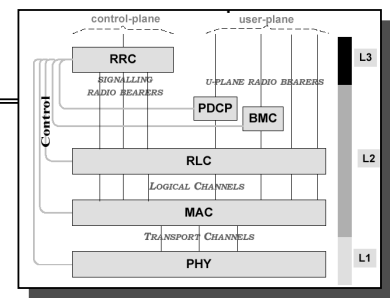 control-plane user-plane
RRC L3
SIGNALLING
RADIO BEARERS
U-PLANE RADIO BEARERS
PDCP
BMC
Control
RLC L2
LOGICAL CHANNELS
MAC
TRANSPORT CHANNELS
PHY L1